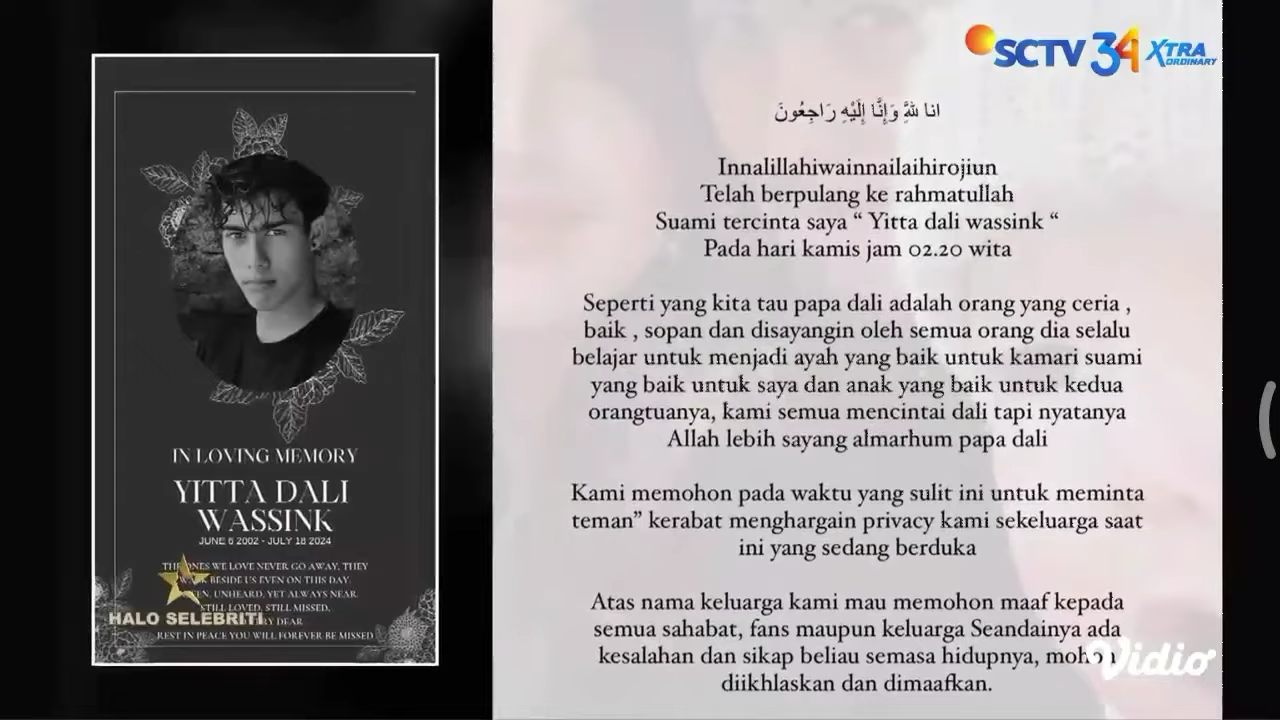 SCTV 34 XTRA ORDINARY
IN LOVING MEMORY
YITTA DALI
WASSINK
JUNE 6 2002 - JULY 18 2024
THE ONES WE LOVE NEVER GO AWAY, THEY
WALK BESIDE US EVEN ON THIS DAY.
UNHEARD, YET ALWAYS NEAR.
STILL LOVED, STILL MISSED,
DEAR
REST IN PEACE YOU WILL FOREVER BE MISSED
HALO SELEBRITI
انا للهِ وَإِنَّا إِلَيْهِ رَاجِعُونَ
Innalillahiwainnailaihirojiun
Telah berpulang ke rahmatullah
Suami tercinta saya “ Yitta dali wassink “
Pada hari kamis jam 02.20 wita
Seperti yang kita tau papa dali adalah orang yang ceria ,
baik , sopan dan disayangin oleh semua orang dia selalu
belajar untuk menjadi ayah yang baik untuk kamari suami
yang baik untuk saya dan anak yang baik untuk kedua
orangtuanya, kami semua mencintai dali tapi nyatanya
Allah lebih sayang almarhum papa dali
Kami memohon pada waktu yang sulit ini untuk meminta
teman” kerabat menghargain privacy kami sekeluarga saat
ini yang sedang berduka
Atas nama keluarga kami mau memohon maaf kepada
semua sahabat, fans maupun keluarga Seandainya ada
kesalahan dan sikap beliau semasa hidupnya, mohon
diikhlaskan dan dimaafkan.
Vidio